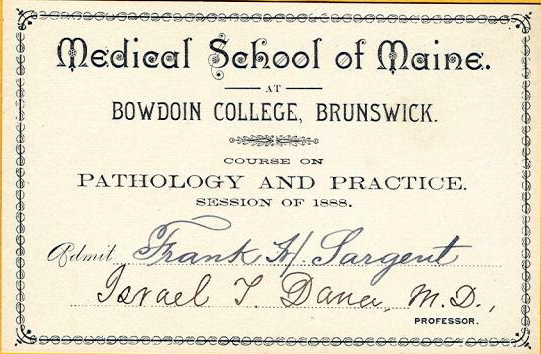 Medical School of Maine.
AT
BOWDOIN COLLEGE, BRUNSWICK.
COURSE ON
PATHOLOGY AND PRACTICE.
SESSION OF 1888.
Admit Frank H. Sargent
Israel T. Dana, M.D.,
PROFESSOR.